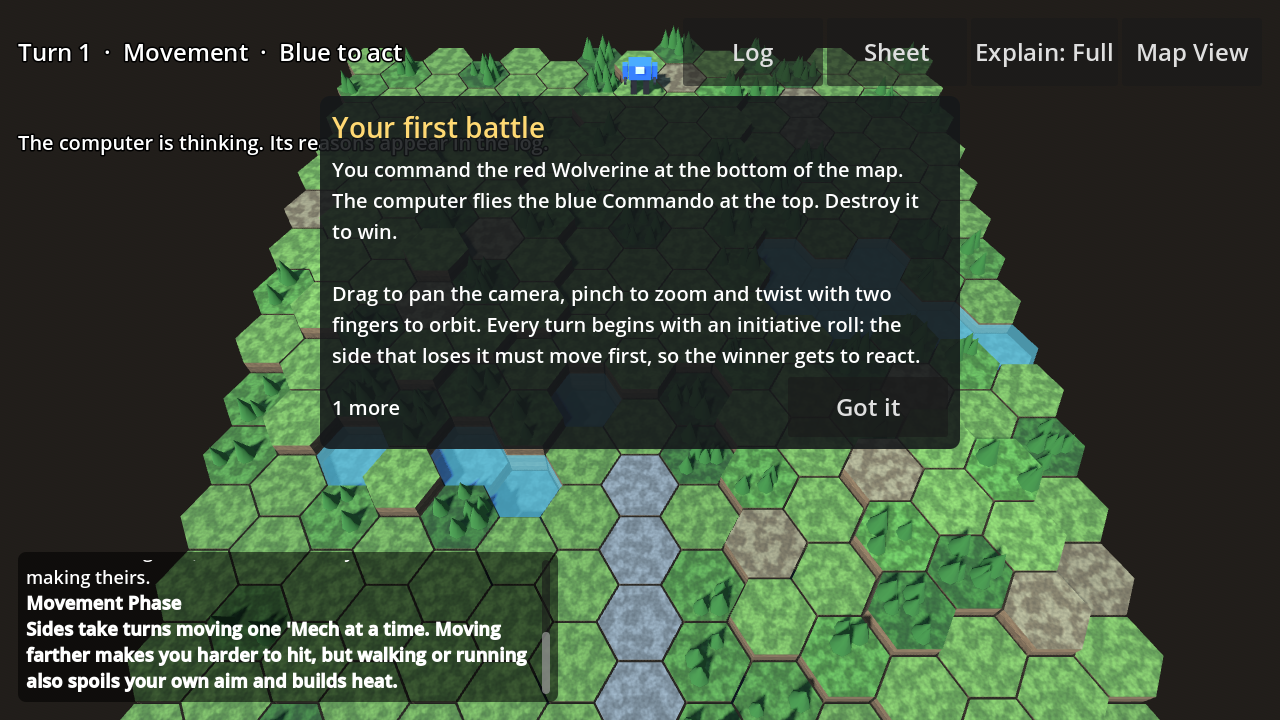 Turn 1 · Movement · Blue to act
Log
Sheet
Explain: Full
Map View
The computer is thinking. Its reasons appear in the log.
Your first battle
You command the red Wolverine at the bottom of the map.
The computer flies the blue Commando at the top. Destroy it
to win.
Drag to pan the camera, pinch to zoom and twist with two
fingers to orbit. Every turn begins with an initiative roll: the
side that loses it must move first, so the winner gets to react.
1 more
Got it
making theirs.
Movement Phase
Sides take turns moving one 'Mech at a time. Moving
farther makes you harder to hit, but walking or running
also spoils your own aim and builds heat.